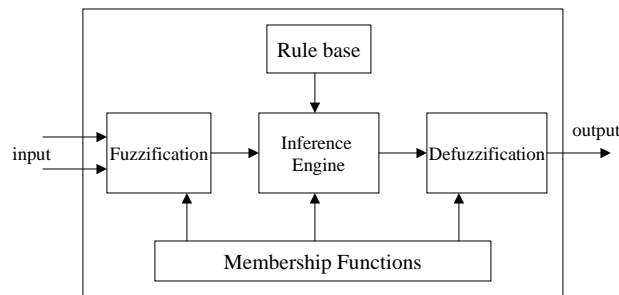 Rule base
input
Fuzzification
Inference
Engine
Defuzzification
output
Membership Functions